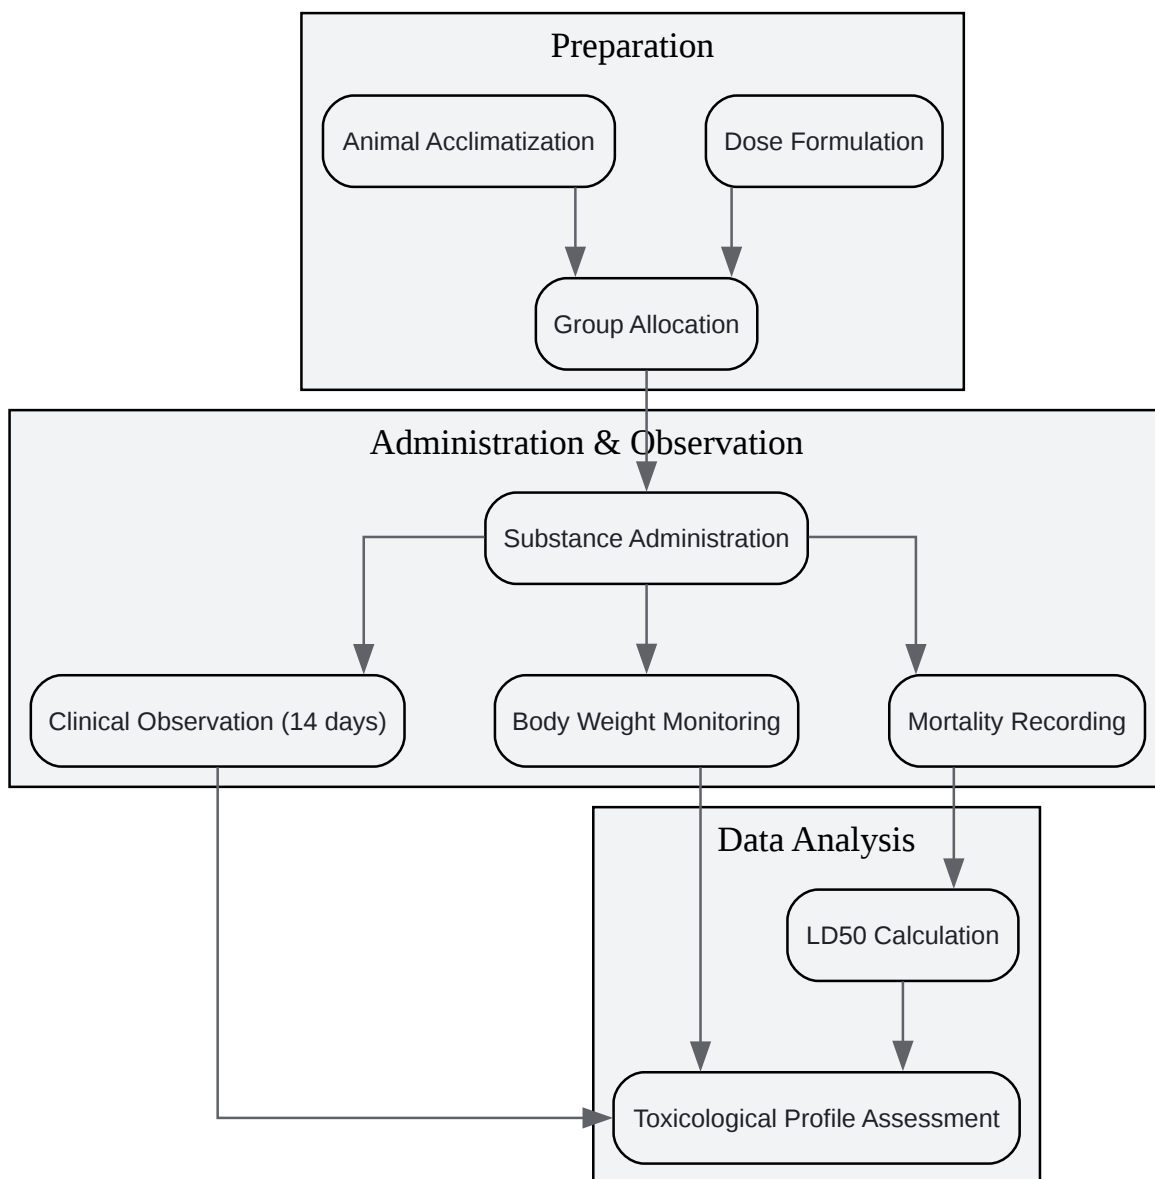 Preparation
Animal Acclimatization
Dose Formulation
Group Allocation
Administration & Observation
Substance Administration
Clinical Observation (14 days)
Body Weight Monitoring
Mortality Recording
Data Analysis
LD50 Calculation
Toxicological Profile Assessment